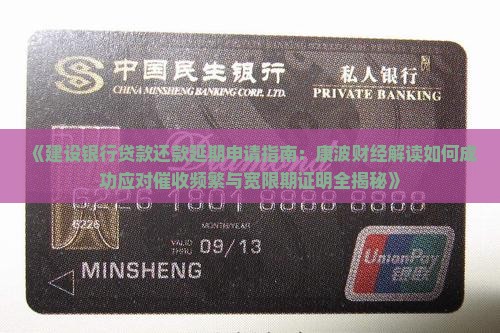 中国民生银行
私人银行
CHINA MINSHENG BANKING CORP., LTD.
PRIVATE BANKING
《建设银行贷款还款延期申请指南：康波财经解读如何成
功应对催收频繁与宽限期证明全揭秘》
6226 1801 8888 8888
6226
MONTH/YEAR
VALID
THRU
09/13
MINSHENG
UnionPay
银联